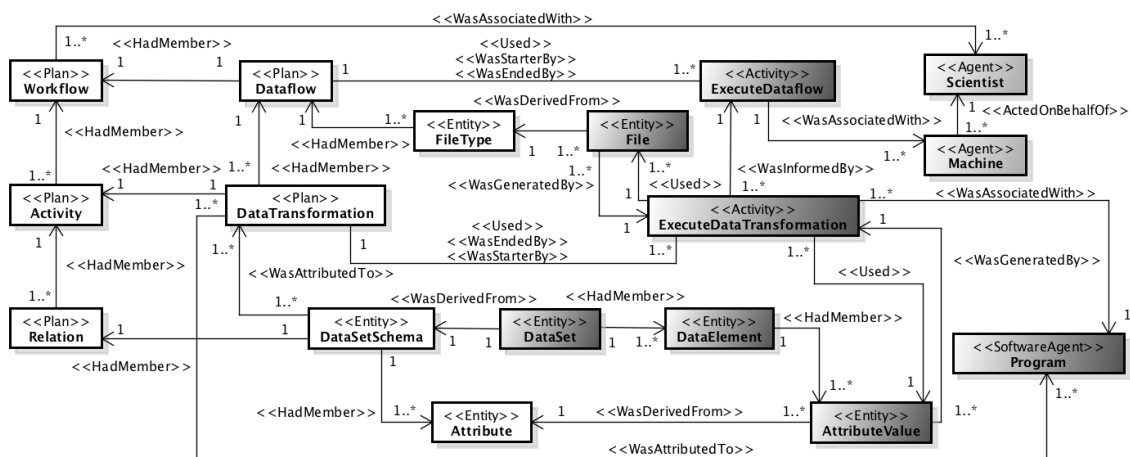 <<WasAssociatedWith>>
1..*
<<HadMember>>
<<Used>>
<<WasStarterBy>>
<<WasEndedBy>>
1..*
1
1
1
1..*
<<Plan>>
Workflow
<<Plan>>
Dataflow
<<Activity>>
ExecuteDataflow
<<Agent>>
Scientist
1
<<HadMember>>
1
1
1..*
<<HadMember>>
<<Entity>>
FileType
<<WasDerivedFrom>>
1
1..*
<<Entity>>
File
1
<<WasAssociatedWith>>
1..*
1
<<ActedOnBehalfOf>>
1..*
<<Agent>>
Machine
1..*
<<HadMember>>
1
1
1..*
1..*
<<WasGeneratedBy>>
1..*
<<Used>>
1
1
<<WasInformedBy>>
1..*
1..*
<<WasAssociatedWith>>
<<Plan>>
Activity
1..*
<<Plan>>
DataTransformation
<<Activity>>
ExecuteDataTransformation
1
<<HadMember>>
1..*
1
<<Used>>
<<WasEndedBy>>
<<WasStarterBy>>
1..*
1..*
1
<<WasAttributedTo>>
1..*
<<Used>>
<<WasGeneratedBy>>
1
<<Plan>>
Relation
1
<<HadMember>>
1
<<Entity>>
DataSetSchema
<<WasDerivedFrom>>
1
1
<<Entity>>
DataSet
<<HadMember>>
1
1..*
<<Entity>>
DataElement
1
<<HadMember>>
1..*
1
<<SoftwareAgent>>
Program
1
<<HadMember>>
1..*
<<Entity>>
Attribute
1
<<WasDerivedFrom>>
1..*
<<Entity>>
AttributeValue
1..*
1..*
<<WasAttributedTo>>